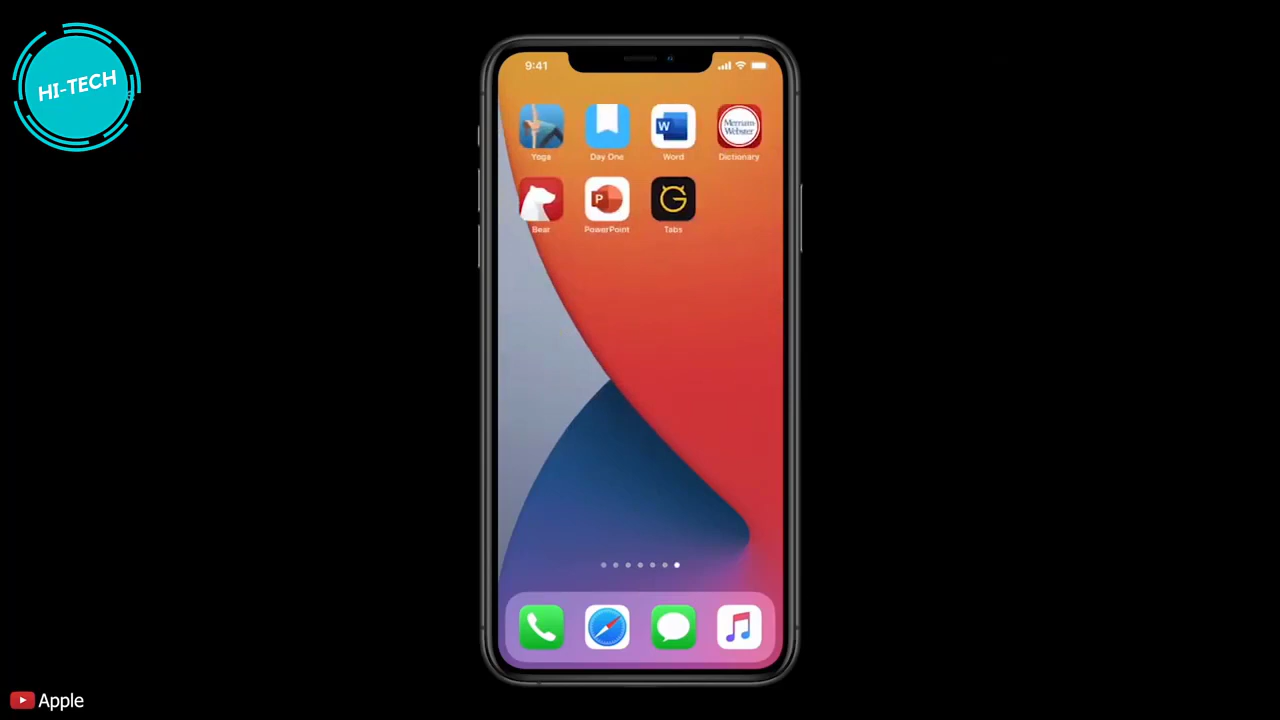 HI-TECH
9:41
Yoga
Day One
W
Word
Merriam-
Webster
Dictionary
Bear
P
PowerPoint
G
Tabs
Apple